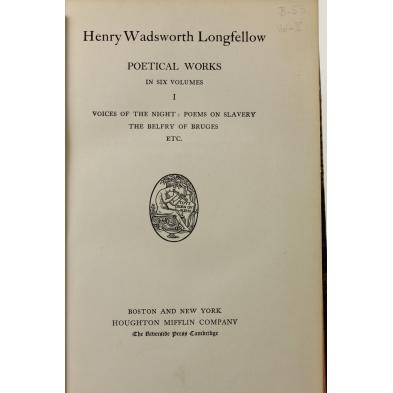 B-55
Henry Wadsworth Longfellow
POETICAL WORKS
IN SIX VOLUMES
I
VOICES OF THE NIGHT: POEMS ON SLAVERY
THE BELFRY OF BRUGES
ETC.
BOSTON AND NEW YORK
HOUGHTON MIFFLIN COMPANY
The Riverside Press Cambridge